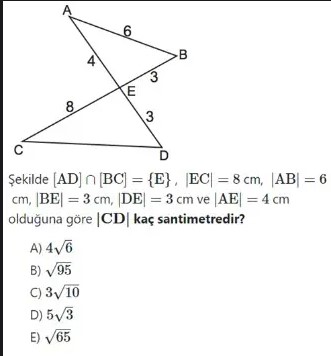 A
6
B
4
3
E
8
3
C
D
Şekilde [AD] ∩ [BC] = {E} , |EC| = 8 cm, |AB| = 6
cm, |BE| = 3 cm, |DE| = 3 cm ve |AE| = 4 cm
olduğuna göre |CD| kaç santimetredir?
A) 4√6
B) √95
C) 3√10
D) 5√3
E) √65